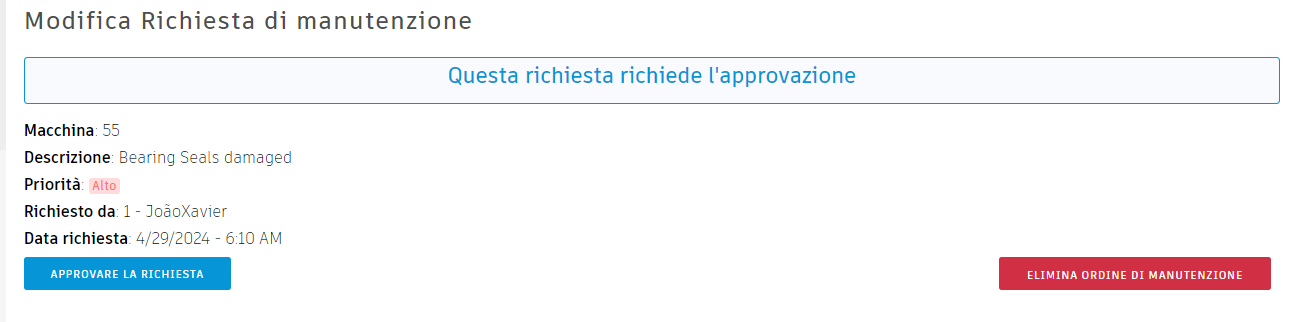 Modifica Richiesta di manutenzione
Questa richiesta richiede l'approvazione
Macchina: 55
Descrizione: Bearing Seals damaged
Priorità: Alto
Richiesto da: 1 - JoãoXavier
Data richiesta: 4/29/2024 - 6:10 AM
APPROVARE LA RICHIESTA
ELIMINA ORDINE DI MANUTENZIONE